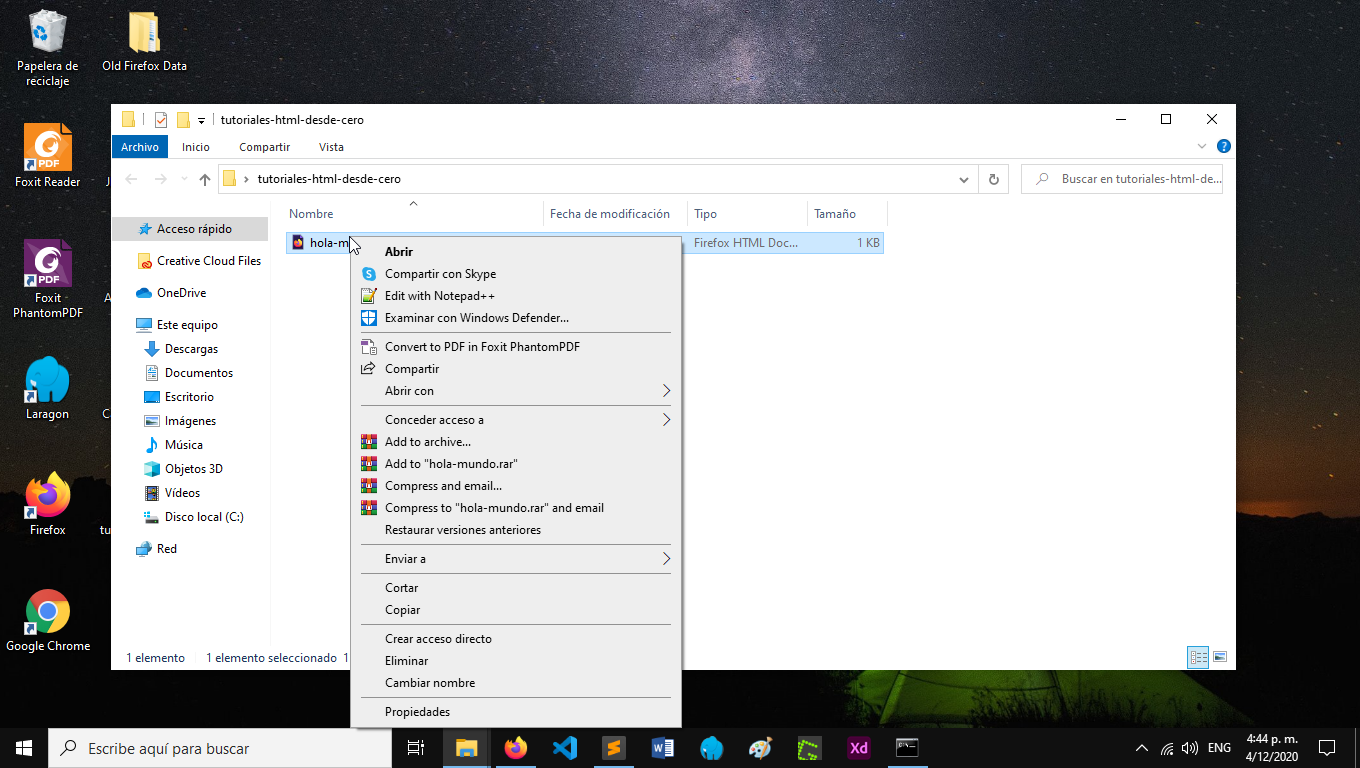 Papelera de
reciclaje
Old Firefox Data
Foxit Reader
Foxit
PhantomPDF
Laragon
Firefox
tu
Google Chrome
tutoriales-html-desde-cero
Archivo
Inicio
Compartir
Vista
tutoriales-html-desde-cero
Buscar en tutoriales-html-de...
Nombre
Fecha de modificación
Tipo
Tamaño
hola-m
Firefox HTML Doc...
1 KB
Acceso rápido
Creative Cloud Files
OneDrive
Este equipo
Descargas
Documentos
Escritorio
Imágenes
Música
Objetos 3D
Vídeos
Disco local (C:)
Red
Abrir
Compartir con Skype
Edit with Notepad++
Examinar con Windows Defender...
Convert to PDF in Foxit PhantomPDF
Compartir
Abrir con
Conceder acceso a
Add to archive...
Add to "hola-mundo.rar"
Compress and email...
Compress to "hola-mundo.rar" and email
Restaurar versiones anteriores
Enviar a
Cortar
Copiar
Crear acceso directo
Eliminar
Cambiar nombre
Propiedades
1 elemento
1 elemento seleccionado 1
Escribe aquí para buscar
Xd
ENG
4:44 p. m.
4/12/2020